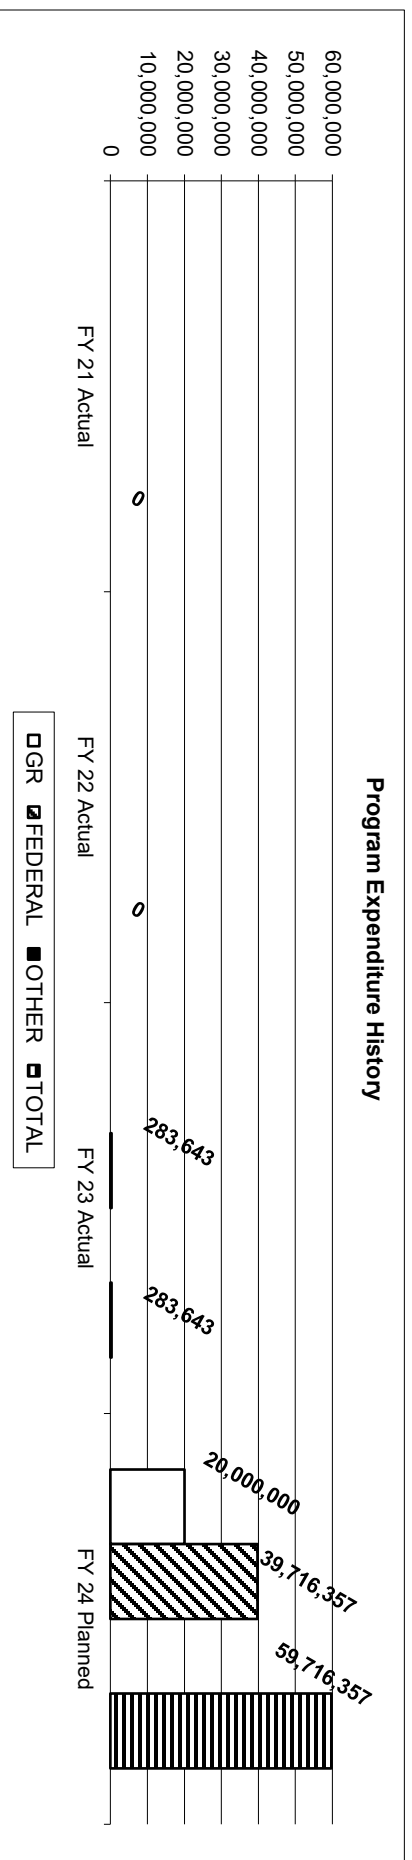 Program Expenditure History
60,000,000
50,000,000
40,000,000
30,000,000
20,000,000
10,000,000
0
0
0
283,643
283,643
20,000,000
39,716,357
59,716,357
FY 21 Actual
FY 22 Actual
FY 23 Actual
FY 24 Planned
GR FEDERAL OTHER TOTAL